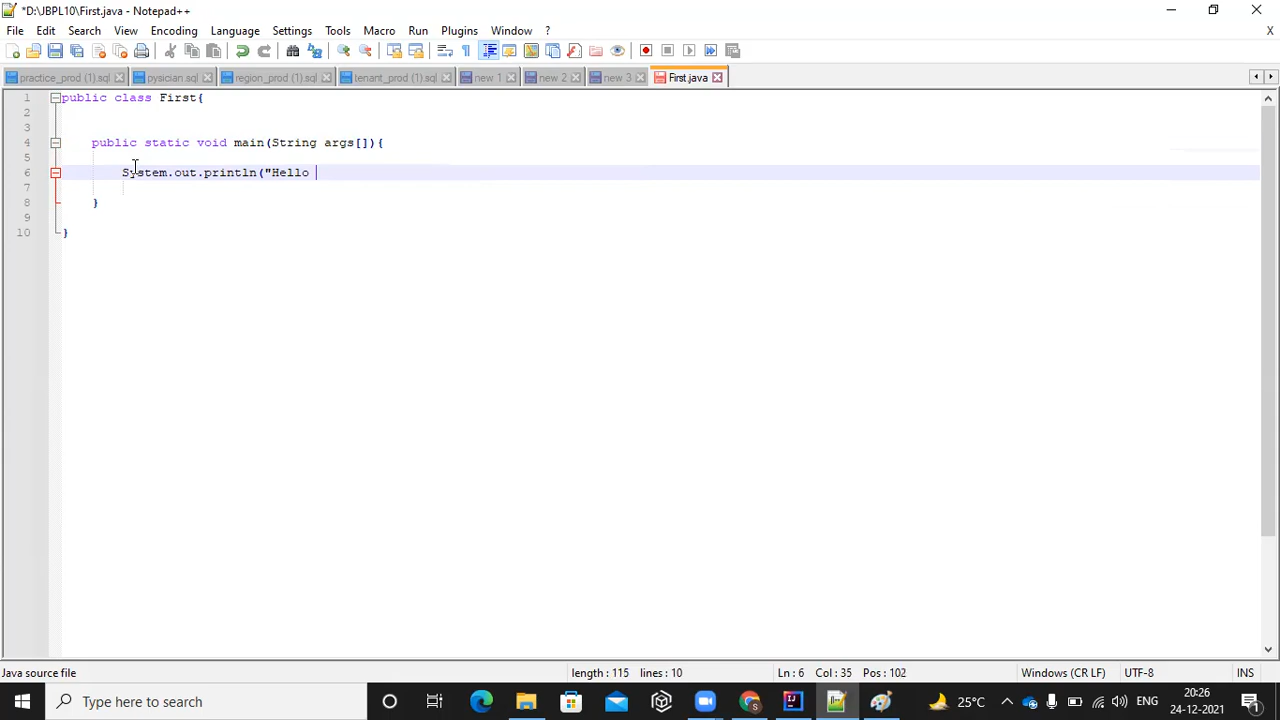 *D:\JBPL10\First.java - Notepad++
File Edit Search View Encoding Language Settings Tools Macro Run Plugins Window ? X
practice_prod (1).sql pysician.sql region_prod (1).sql tenant_prod (1).sql new 1 new 2 new 3 First.java
1 public class First{
2
3
4 public static void main(String args[]){
5
6 System.out.println("Hello
7
8 }
9
10 }
Java source file length : 115 lines : 10 Ln : 6 Col : 35 Pos : 102 Windows (CR LF) UTF-8 INS
Type here to search 25°C ENG 20:26
24-12-2021 1